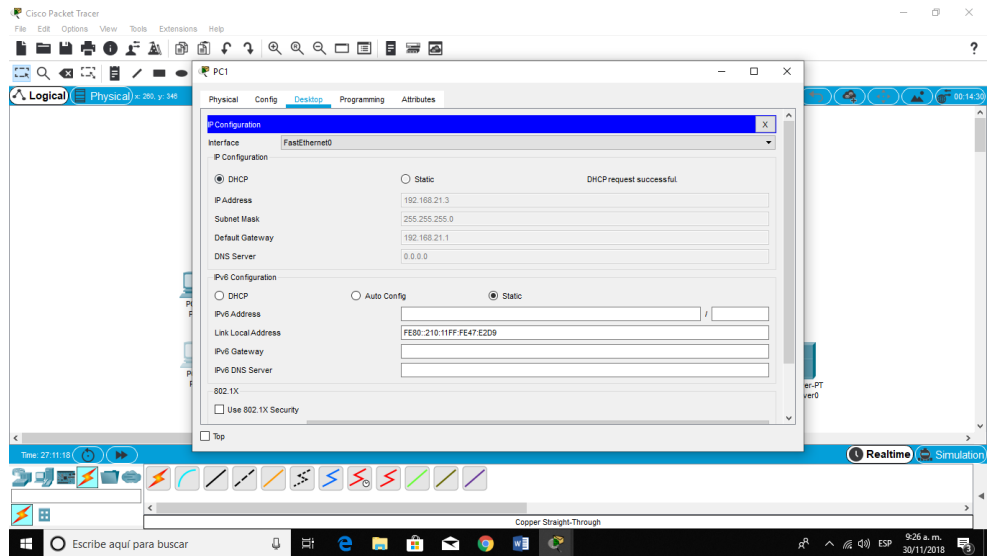 Cisco Packet Tracer
File Edit Options View Tools Extensions Help
?
PC1
Logical Physical x: 260, y: 346
00:14:30
Physical Config Desktop Programming Attributes
IP Configuration X
Interface FastEthernet0
IP Configuration
DHCP Static DHCP request successful.
IP Address 192.168.21.3
Subnet Mask 255.255.255.0
Default Gateway 192.168.21.1
DNS Server 0.0.0.0
IPv6 Configuration
DHCP Auto Config Static
IPv6 Address /
Link Local Address FE80::210:11FF:FE47:E2D9
IPv6 Gateway
IPv6 DNS Server
802.1X
Use 802.1X Security
er-PT
ver0
Top
Time: 27:11:18 Realtime Simulation
Copper Straight-Through
Escribe aquí para buscar
ESP
9:26 a. m.
30/11/2018
3